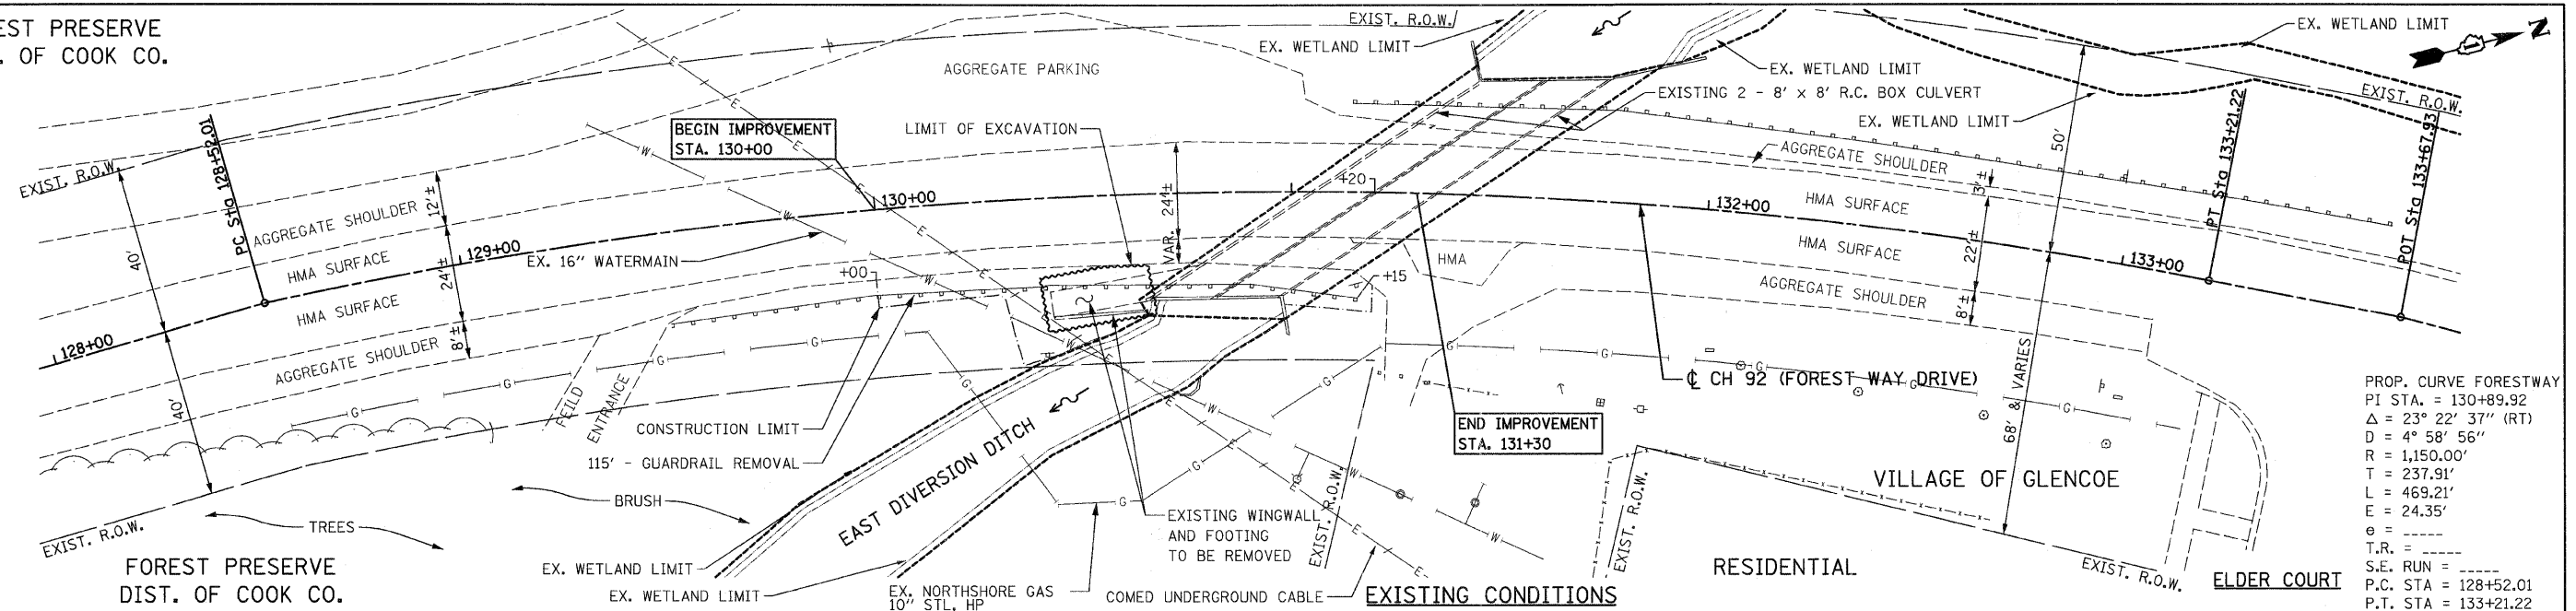 EST PRESERVE
. OF COOK CO.
EXIST. R.O.W.
EX. WETLAND LIMIT
EX. WETLAND LIMIT
N
AGGREGATE PARKING
EX. WETLAND LIMIT
EXISTING 2 - 8' x 8' R.C. BOX CULVERT
EXIST. R.O.W.
EX. WETLAND LIMIT
BEGIN IMPROVEMENT
STA. 130+00
LIMIT OF EXCAVATION
50'
PC Sta 128+52.01
PT Sta 133+21.22
POT Sta 133+67.93
EXIST. R.O.W.
AGGREGATE SHOULDER
3'±
12'±
AGGREGATE SHOULDER
130+00
+20
132+00
HMA SURFACE
24'±
VAR.
40'
HMA SURFACE
129+00
24'±
EX. 16" WATERMAIN
+00
HMA
HMA SURFACE
22'±
133+00
HMA SURFACE
+15
AGGREGATE SHOULDER
8'±
128+00
AGGREGATE SHOULDER
8'±
40'
FEILD
ENTRANCE
CONSTRUCTION LIMIT
115' - GUARDRAIL REMOVAL
℄ CH 92 (FOREST WAY DRIVE)
68' & VARIES
END IMPROVEMENT
STA. 131+30
BRUSH
EAST DIVERSION DITCH
VILLAGE OF GLENCOE
EXIST. R.O.W.
TREES
EXISTING WINGWALL
AND FOOTING
TO BE REMOVED
EXIST. R.O.W.
EXIST. R.O.W.
FOREST PRESERVE
DIST. OF COOK CO.
EX. WETLAND LIMIT
EX. WETLAND LIMIT
EX. NORTHSHORE GAS
10" STL, HP
COMED UNDERGROUND CABLE
EXISTING CONDITIONS
RESIDENTIAL
EXIST. R.O.W.
ELDER COURT
PROP. CURVE FORESTWAY
PI STA. = 130+89.92
Δ = 23° 22' 37" (RT)
D = 4° 58' 56"
R = 1,150.00'
T = 237.91'
L = 469.21'
E = 24.35'
e = _____
T.R. = _____
S.E. RUN = _____
P.C. STA = 128+52.01
P.T. STA = 133+21.22